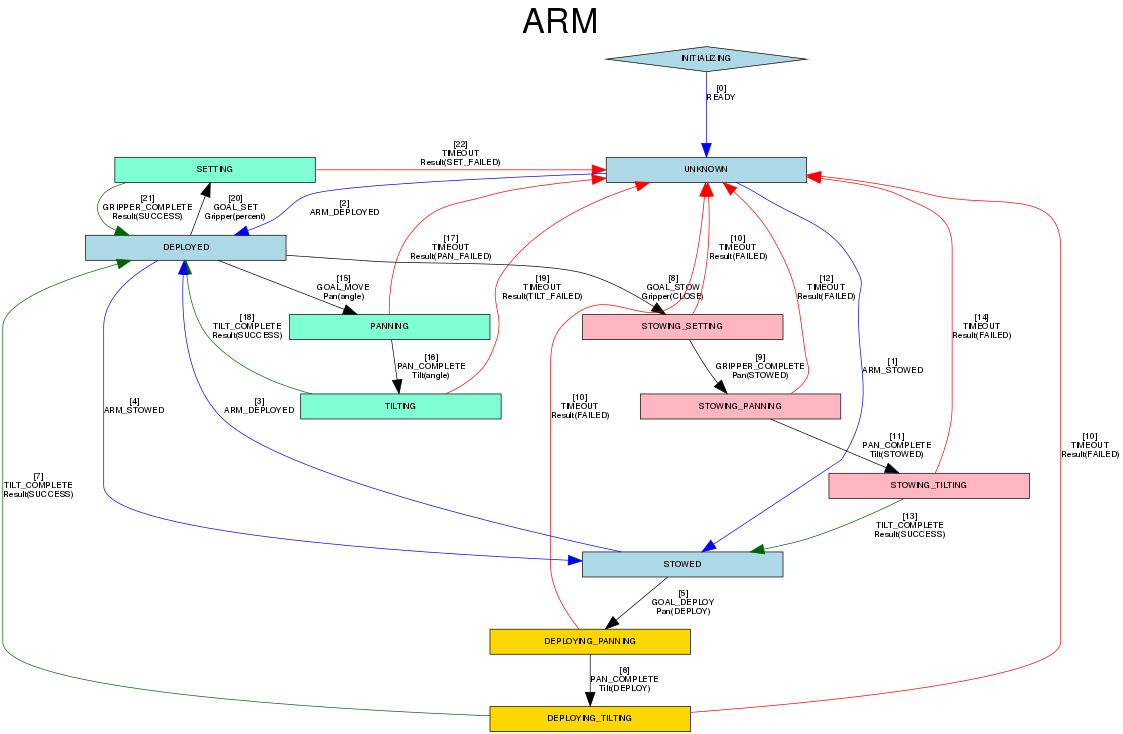 ARM
INITIALIZING
[0]
READY
[22]
TIMEOUT
Result(SET_FAILED)
SETTING
UNKNOWN
[21]
GRIPPER_COMPLETE
Result(SUCCESS)
[20]
GOAL_SET
Gripper(percent)
[2]
ARM_DEPLOYED
DEPLOYED
[17]
TIMEOUT
Result(PAN_FAILED)
[10]
TIMEOUT
Result(FAILED)
[15]
GOAL_MOVE
Pan(angle)
[19]
TIMEOUT
Result(TILT_FAILED)
[8]
GOAL_STOW
Gripper(CLOSE)
[12]
TIMEOUT
Result(FAILED)
[18]
TILT_COMPLETE
Result(SUCCESS)
PANNING
STOWING_SETTING
[14]
TIMEOUT
Result(FAILED)
[16]
PAN_COMPLETE
Tilt(angle)
[9]
GRIPPER_COMPLETE
Pan(STOWED)
[1]
ARM_STOWED
[4]
ARM_STOWED
[3]
ARM_DEPLOYED
TILTING
[10]
TIMEOUT
Result(FAILED)
STOWING_PANNING
[11]
PAN_COMPLETE
Tilt(STOWED)
[10]
TIMEOUT
Result(FAILED)
[7]
TILT_COMPLETE
Result(SUCCESS)
STOWING_TILTING
[13]
TILT_COMPLETE
Result(SUCCESS)
STOWED
[5]
GOAL_DEPLOY
Pan(DEPLOY)
DEPLOYING_PANNING
[6]
PAN_COMPLETE
Tilt(DEPLOY)
DEPLOYING_TILTING